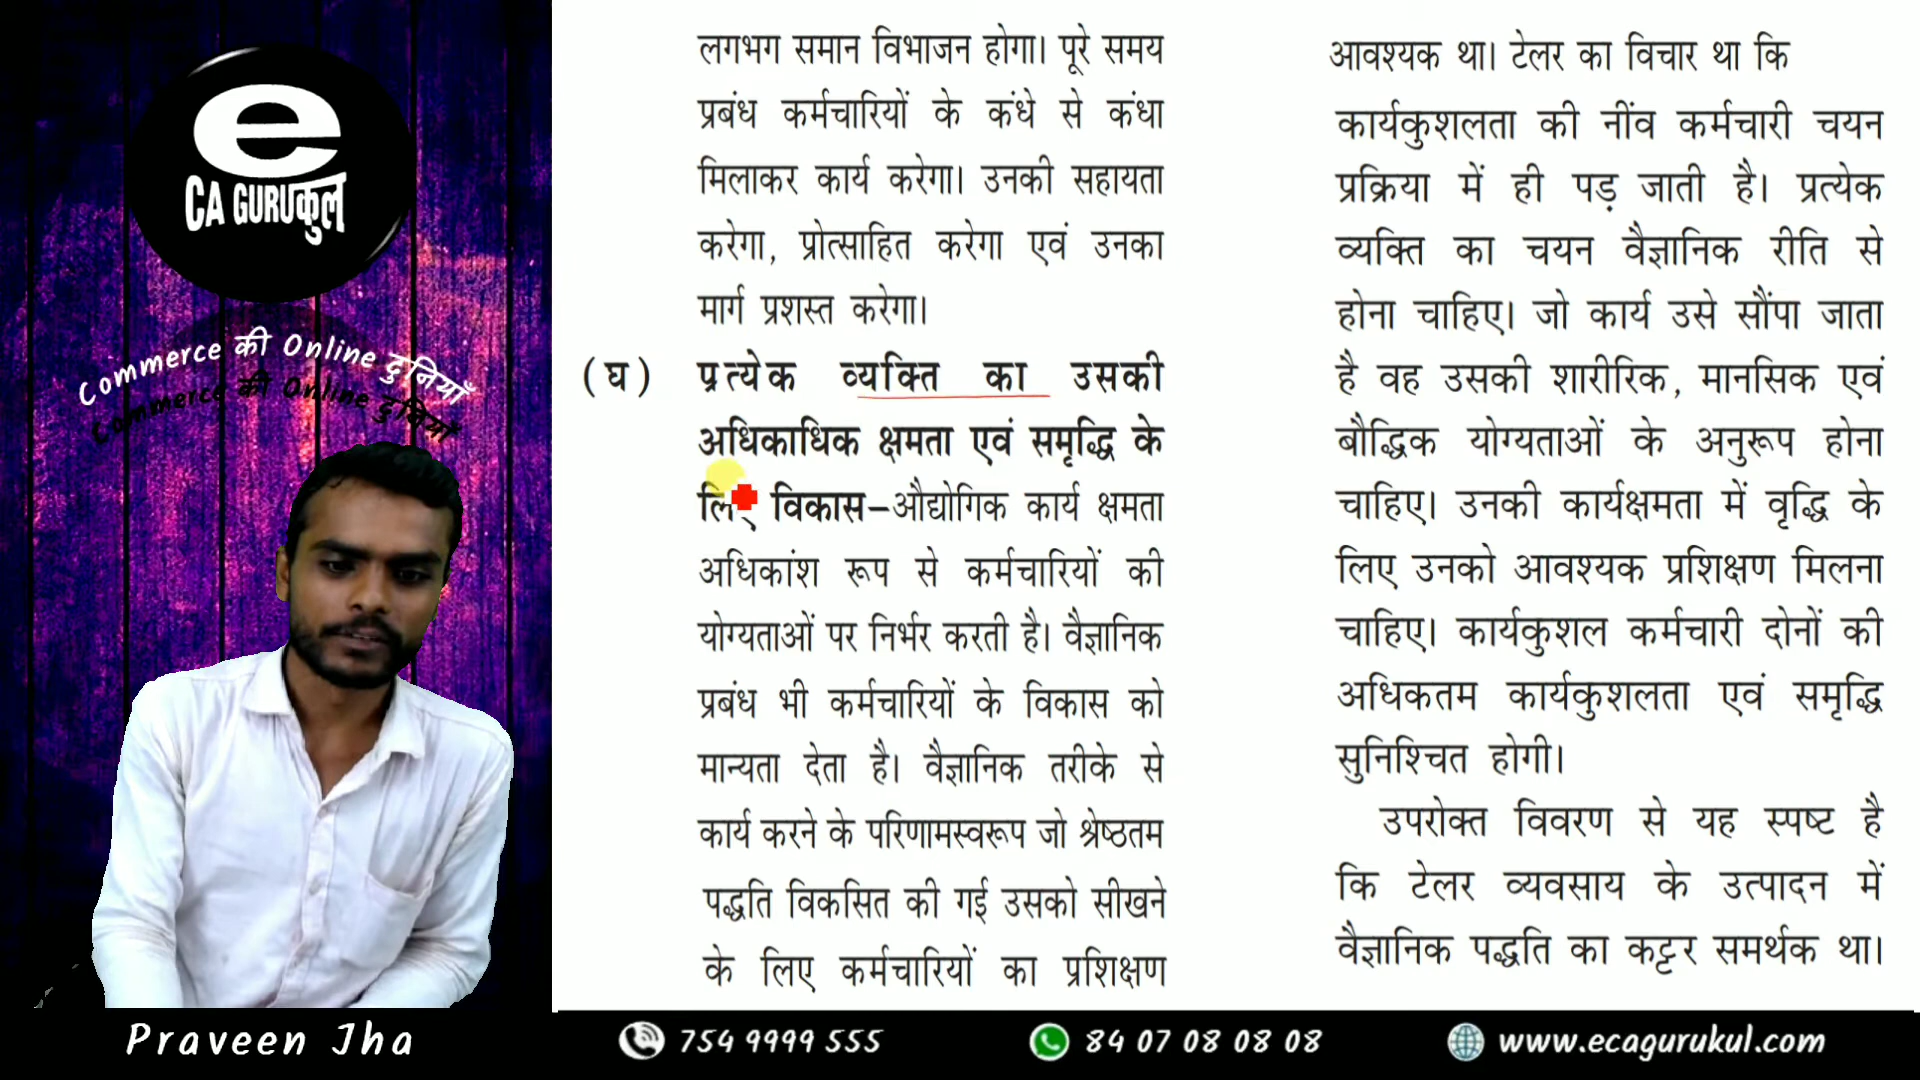 e
CA GURUकुल
Commerce की Online दुनियाँ
Commerce की Online दुनियाँ
लगभग समान विभाजन होगा। पूरे समय
प्रबंध कर्मचारियों के कंधे से कंधा
मिलाकर कार्य करेगा। उनकी सहायता
करेगा, प्रोत्साहित करेगा एवं उनका
मार्ग प्रशस्त करेगा।
(घ) प्रत्येक व्यक्ति का उसकी
अधिकाधिक क्षमता एवं समृद्धि के
लिए विकास–औद्योगिक कार्य क्षमता
अधिकांश रूप से कर्मचारियों की
योग्यताओं पर निर्भर करती है। वैज्ञानिक
प्रबंध भी कर्मचारियों के विकास को
मान्यता देता है। वैज्ञानिक तरीके से
कार्य करने के परिणामस्वरूप जो श्रेष्ठतम
पद्धति विकसित की गई उसको सीखने
के लिए कर्मचारियों का प्रशिक्षण
आवश्यक था। टेलर का विचार था कि
कार्यकुशलता की नींव कर्मचारी चयन
प्रक्रिया में ही पड़ जाती है। प्रत्येक
व्यक्ति का चयन वैज्ञानिक रीति से
होना चाहिए। जो कार्य उसे सौंपा जाता
है वह उसकी शारीरिक, मानसिक एवं
बौद्धिक योग्यताओं के अनुरूप होना
चाहिए। उनकी कार्यक्षमता में वृद्धि के
लिए उनको आवश्यक प्रशिक्षण मिलना
चाहिए। कार्यकुशल कर्मचारी दोनों की
अधिकतम कार्यकुशलता एवं समृद्धि
सुनिश्चित होगी।
उपरोक्त विवरण से यह स्पष्ट है
कि टेलर व्यवसाय के उत्पादन में
वैज्ञानिक पद्धति का कट्टर समर्थक था।
Praveen Jha
754 9999 555
84 07 08 08 08
www.ecagurukul.com